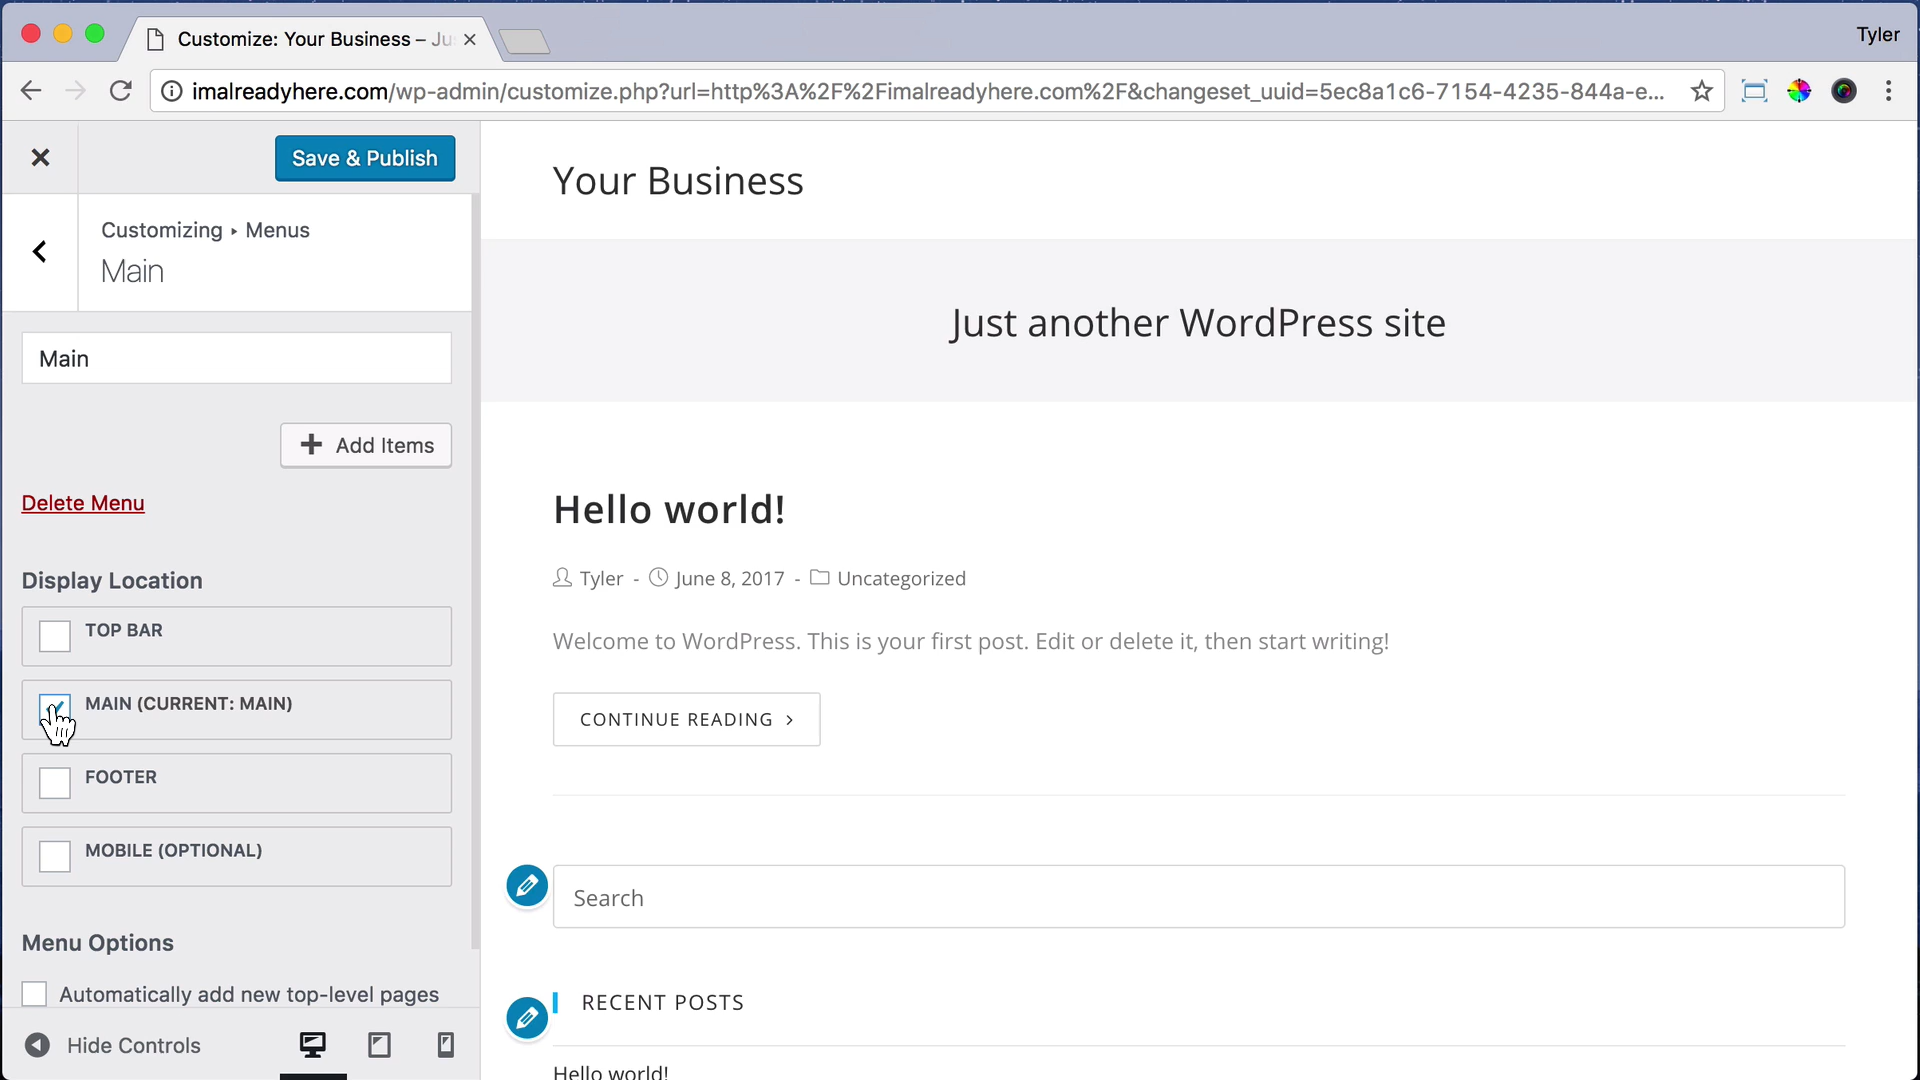 Customize: Your Business – Ju
Tyler
imalreadyhere.com/wp-admin/customize.php?url=http%3A%2F%2Fimalreadyhere.com%2F&changeset_uuid=5ec8a1c6-7154-4235-844a-e...
Save & Publish
Customizing ▸ Menus
Main
Main
Add Items
Delete Menu
Display Location
TOP BAR
MAIN (CURRENT: MAIN)
FOOTER
MOBILE (OPTIONAL)
Menu Options
Automatically add new top-level pages
Hide Controls
Your Business
Just another WordPress site
Hello world!
Tyler - June 8, 2017 - Uncategorized
Welcome to WordPress. This is your first post. Edit or delete it, then start writing!
CONTINUE READING >
Search
RECENT POSTS
Hello world!